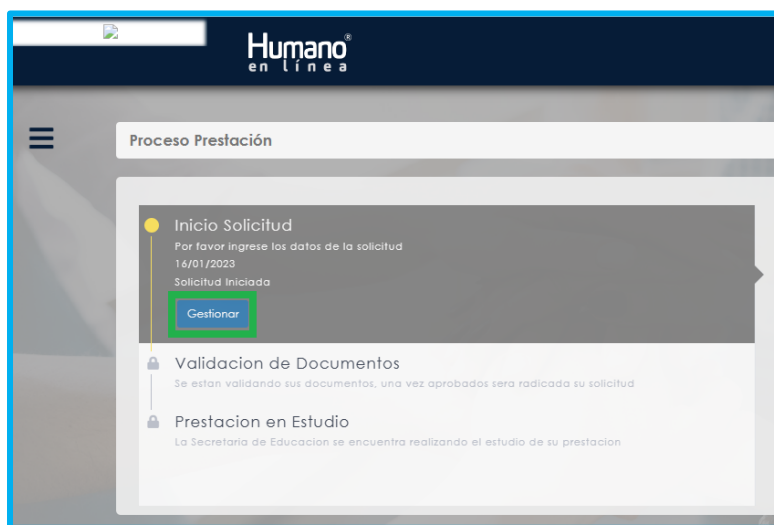 Humano®
en línea
Proceso Prestación
Inicio Solicitud
Por favor ingrese los datos de la solicitud
16/01/2023
Solicitud Iniciada
Gestionar
Validacion de Documentos
Se estan validando sus documentos, una vez aprobados sera radicada su solicitud
Prestacion en Estudio
La Secretaria de Educacion se encuentra realizando el estudio de su prestacion